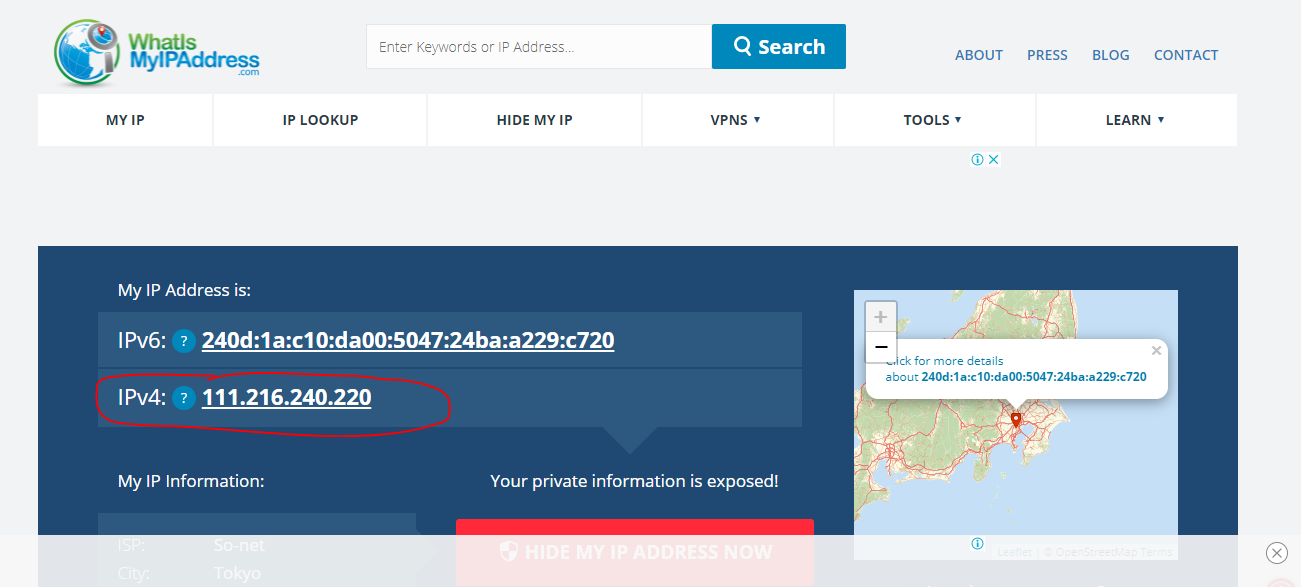 WhatIs
MyIPAddress
.com
Enter Keywords or IP Address...
Search
ABOUT PRESS BLOG CONTACT
MY IP IP LOOKUP HIDE MY IP VPNS ▼ TOOLS ▼ LEARN ▼
My IP Address is:
IPv6: ? 240d:1a:c10:da00:5047:24ba:a229:c720
IPv4: ? 111.216.240.220
+
−
Click for more details
about 240d:1a:c10:da00:5047:24ba:a229:c720
×
My IP Information:
Your private information is exposed!
ISP: So-net
City: Tokyo
HIDE MY IP ADDRESS NOW
Leaflet | © OpenStreetMap Terms